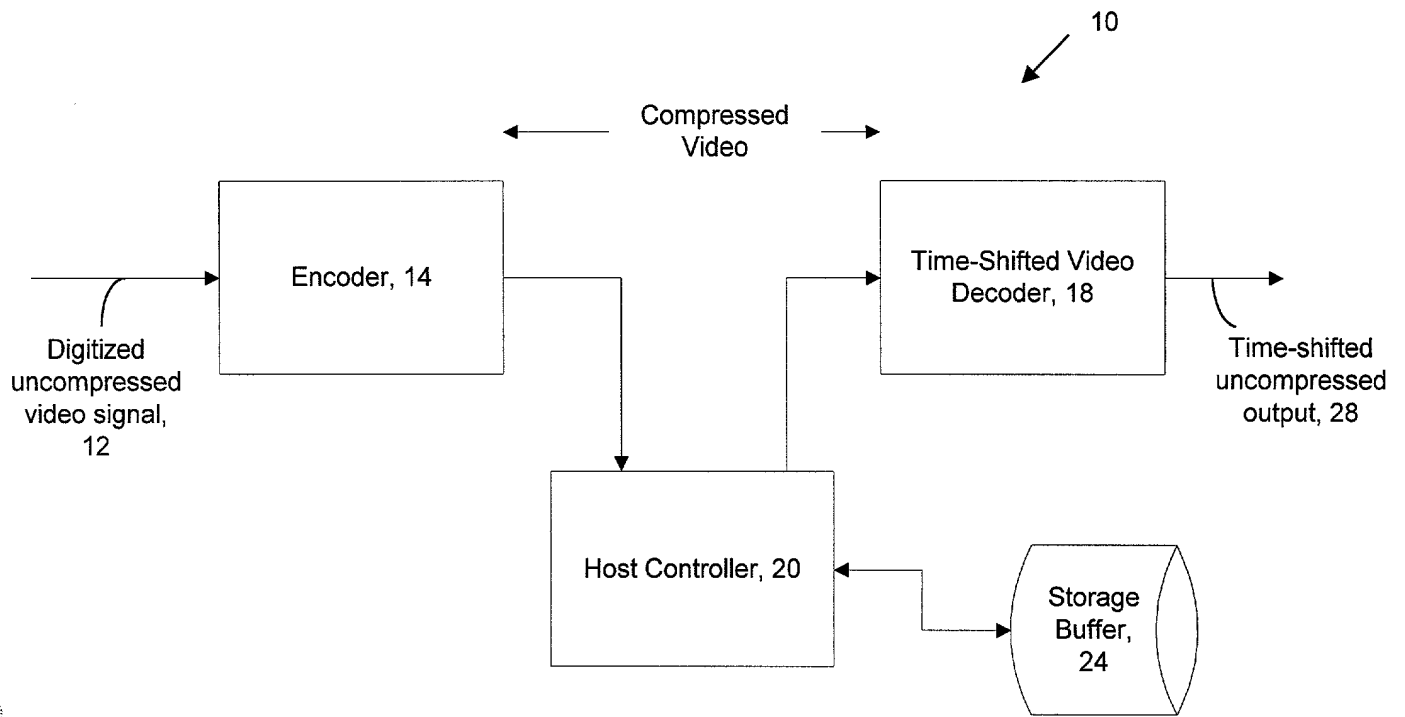 10
Compressed
Video
Encoder, 14
Time-Shifted Video
Decoder, 18
Digitized
uncompressed
video signal,
12
Time-shifted
uncompressed
output, 28
Host Controller, 20
Storage
Buffer,
24